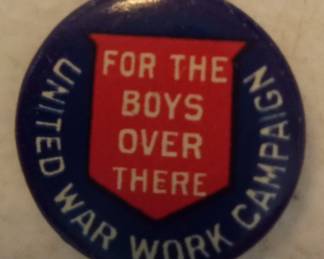 FOR THE
BOYS
OVER
THERE
UNITED WAR WORK CAMPAIGN